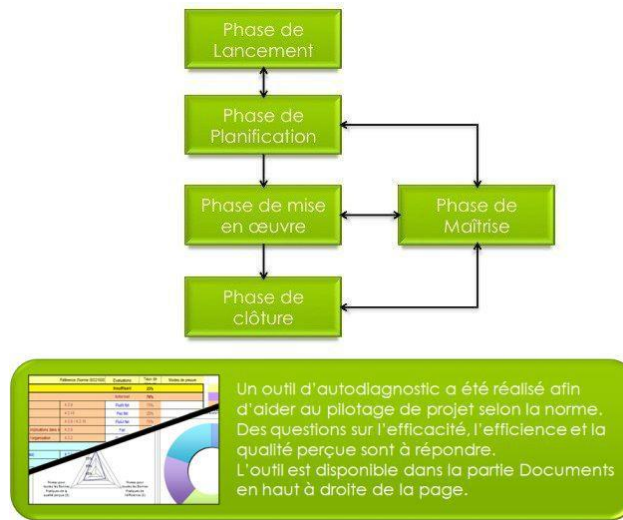 Phase de
Lancement
Phase de
Planification
Phase de mise
en œuvre
Phase de
Maîtrise
Phase de
clôture
Un outil d'autodiagnostic a été réalisé afin
d'aider au pilotage de projet selon la norme.
Des questions sur l'efficacité, l'efficience et la
qualité perçue sont à répondre.
L'outil est disponible dans la partie Documents
en haut à droite de la page.